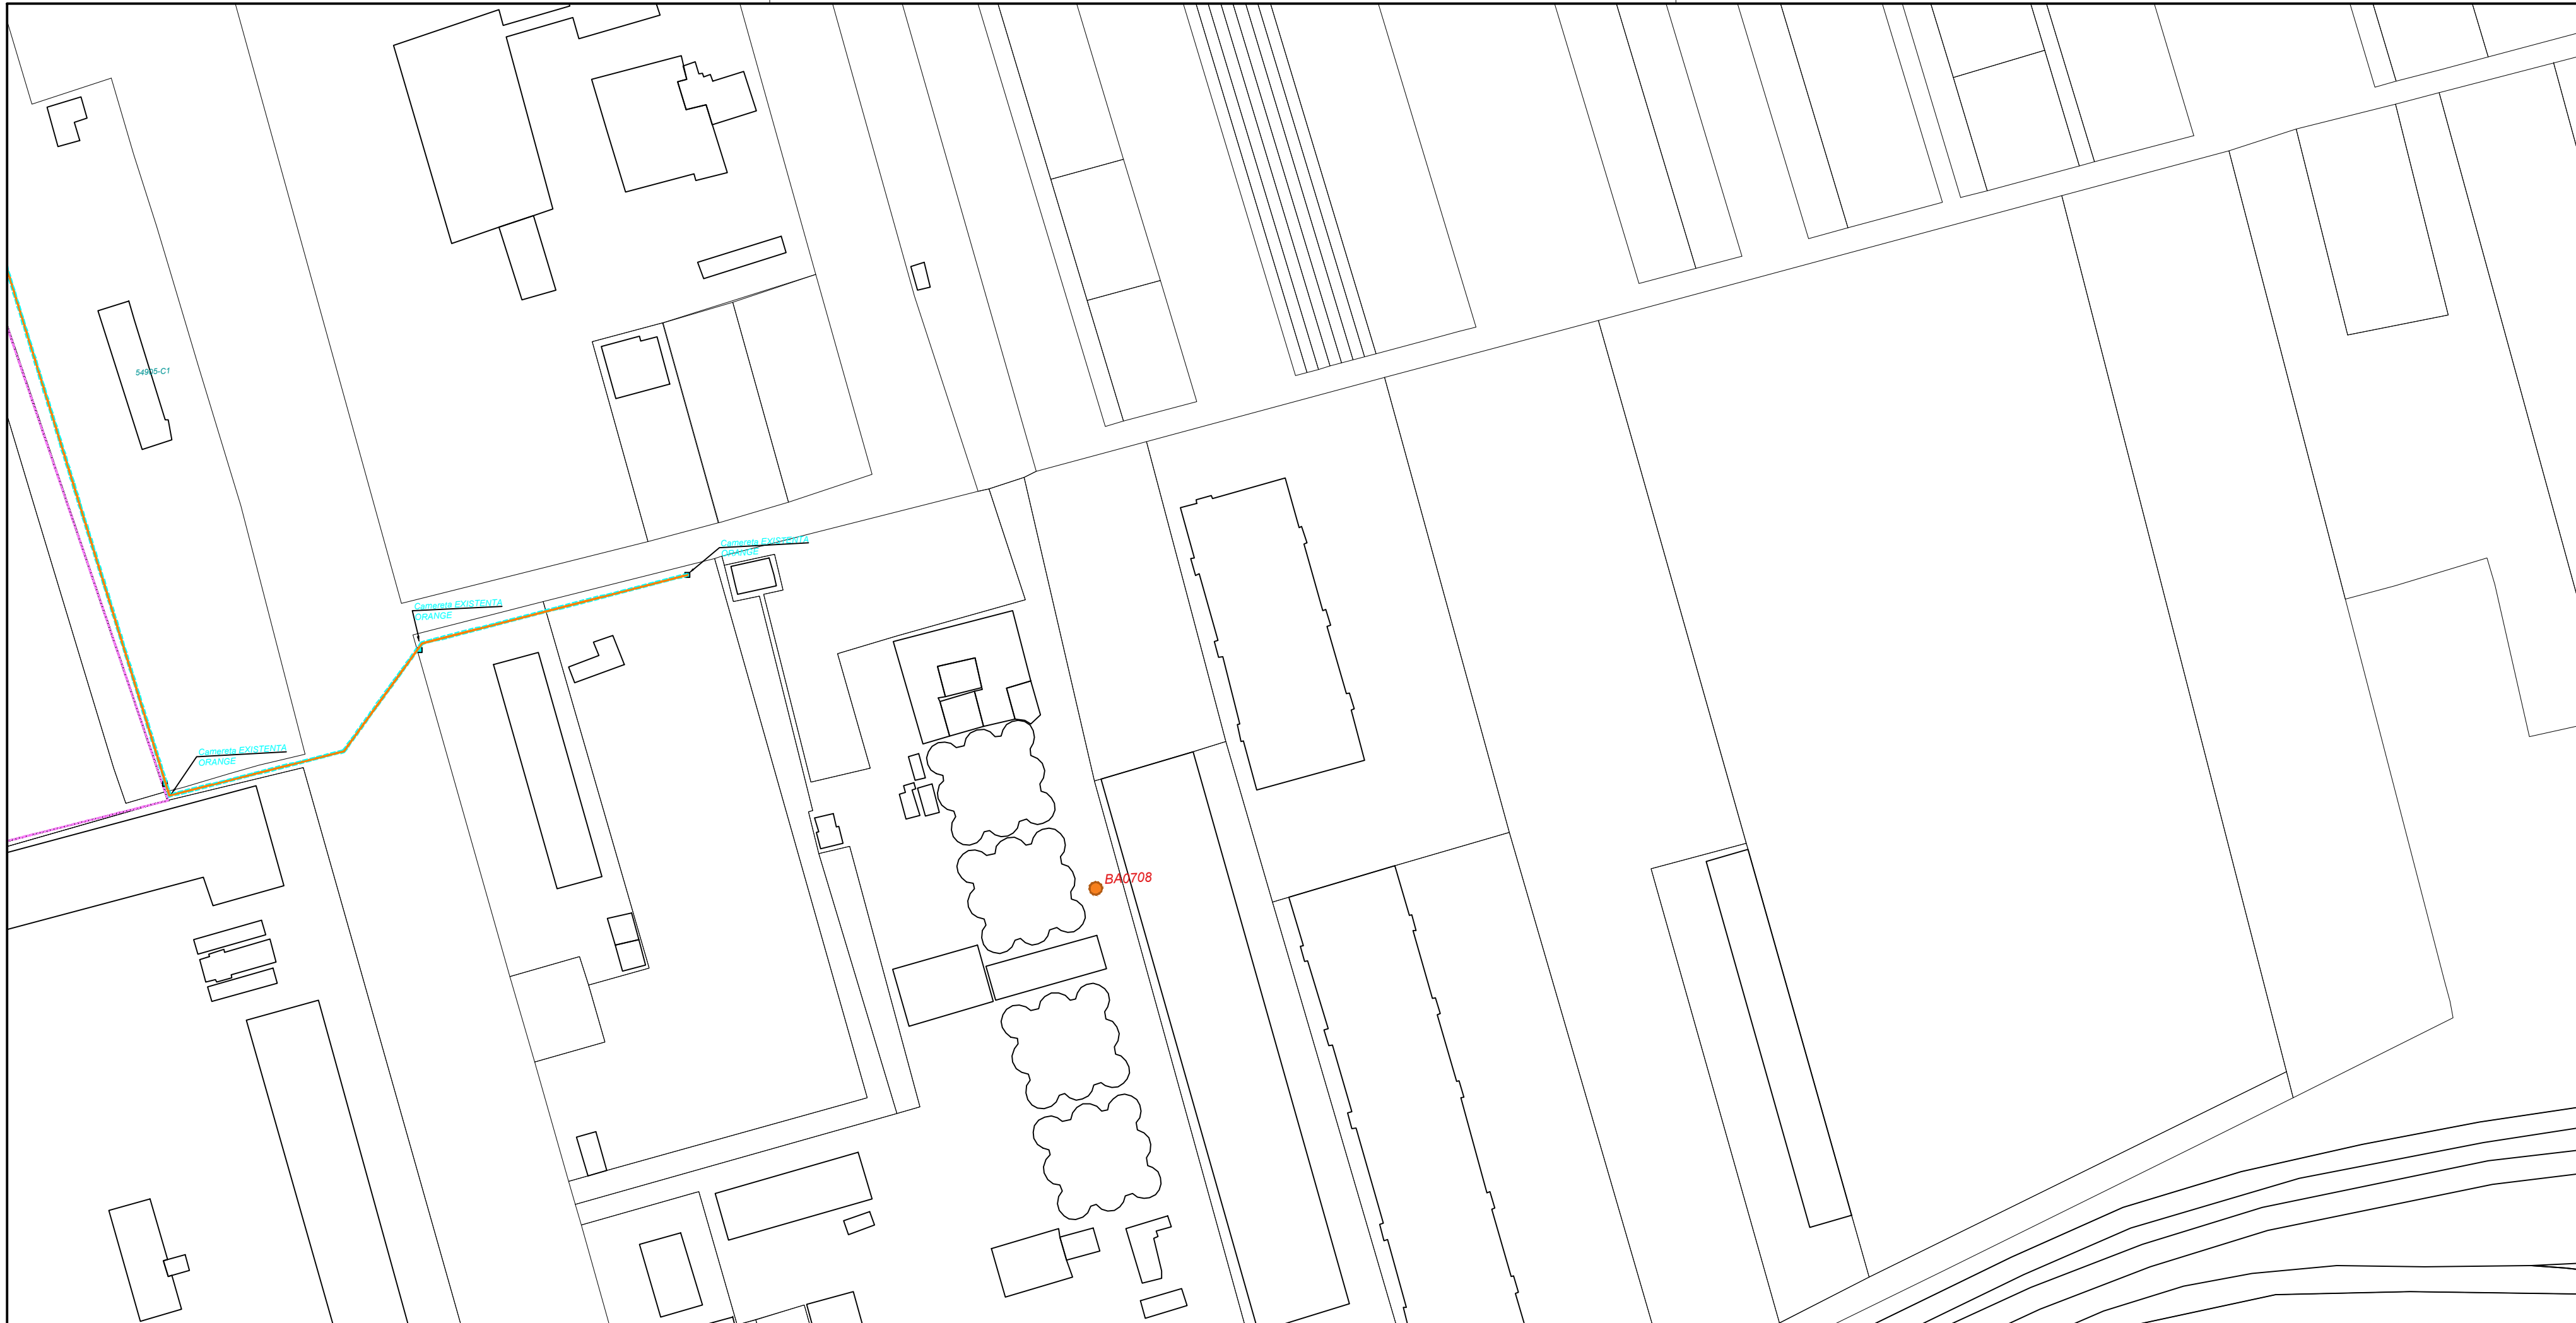 54905-C1
Camereta EXISTENTA
ORANGE
Camereta EXISTENTA
ORANGE
Camereta EXISTENTA
ORANGE
BA0708